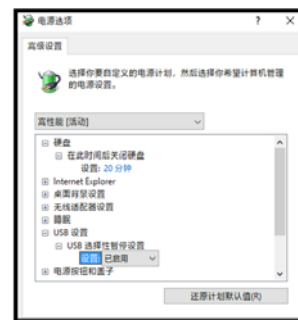 电源选项
高级设置
选择你要自定义的电源计划，然后选择你希望计算机管理
的电源设置。
高性能 [活动]
硬盘
在此时间后关闭硬盘
设置: 20 分钟
Internet Explorer
桌面背景设置
无线适配器设置
睡眠
USB 设置
USB 选择性暂停设置
设置: 已启用
电源按钮和盖子
还原计划默认值(R)